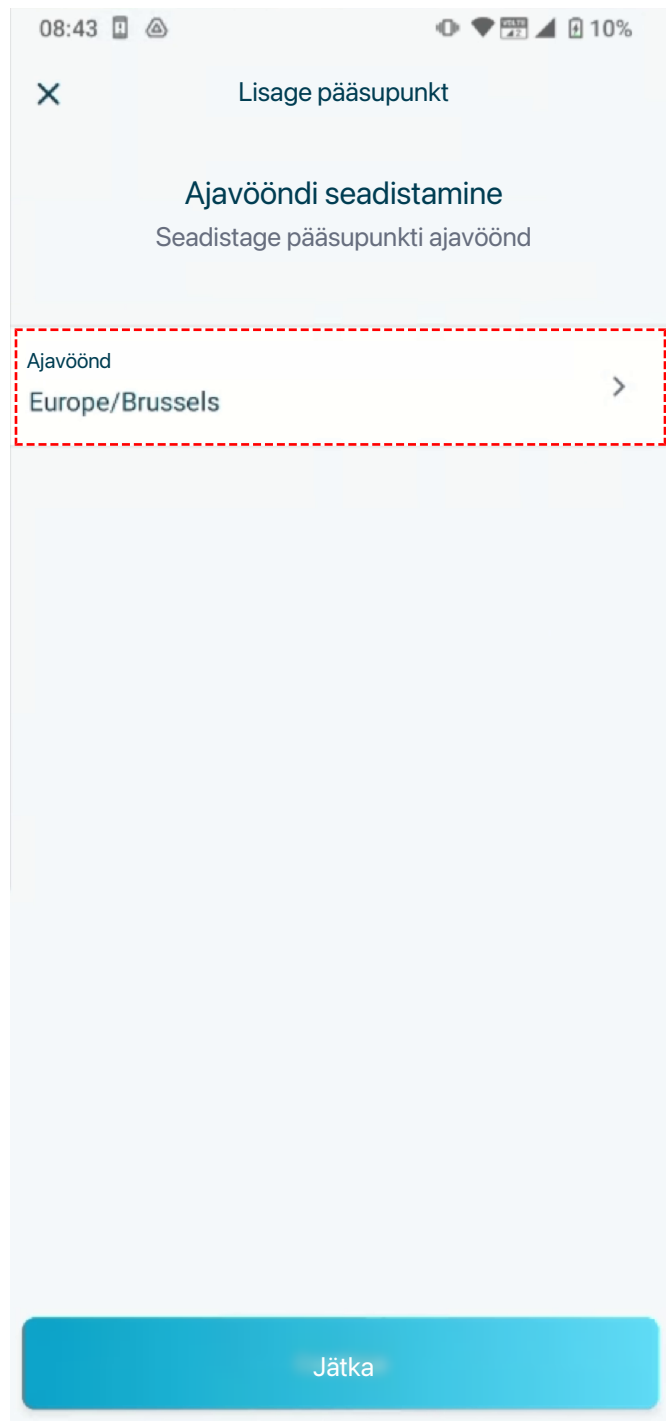 08:43
10%
Lisage pääsupunkt
Ajavööndi seadistamine
Seadistage pääsupunkti ajavöönd
Ajavöönd
Europe/Brussels
Jätka